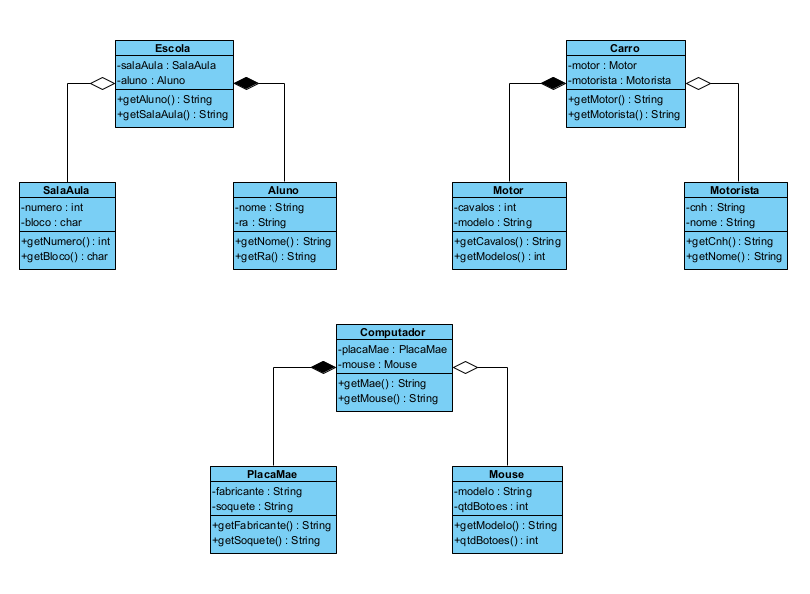 Escola
-salaAula : SalaAula
-aluno : Aluno
+getAluno() : String
+getSalaAula() : String
Carro
-motor : Motor
-motorista : Motorista
+getMotor() : String
+getMotorista() : String
SalaAula
-numero : int
-bloco : char
+getNumero() : int
+getBloco() : char
Aluno
-nome : String
-ra : String
+getNome() : String
+getRa() : String
Motor
-cavalos : int
-modelo : String
+getCavalos() : String
+getModelos() : int
Motorista
-cnh : String
-nome : String
+getCnh() : String
+getNome() : String
Computador
-placaMae : PlacaMae
-mouse : Mouse
+getMae() : String
+getMouse() : String
PlacaMae
-fabricante : String
-soquete : String
+getFabricante() : String
+getSoquete() : String
Mouse
-modelo : String
-qtdBotoes : int
+getModelo() : String
+qtdBotoes() : int